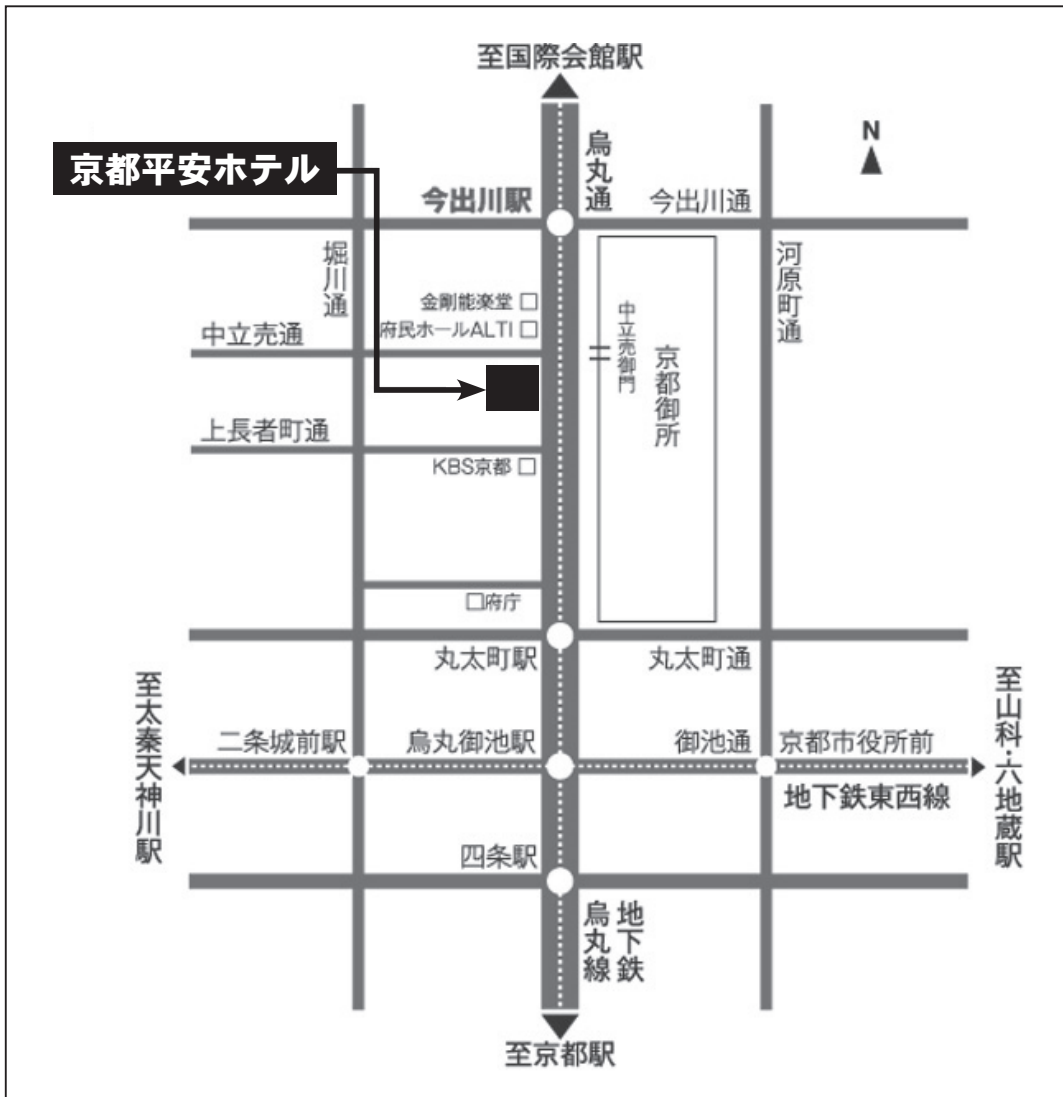 至国際会館駅
烏丸通
N
京都平安ホテル
今出川駅
今出川通
堀川通
河原町通
金剛能楽堂
府民ホールALTI
中立売通
中立売御門
京都御所
上長者町通
KBS京都
府庁
丸太町駅
丸太町通
至太秦天神川駅
二条城前駅
烏丸御池駅
御池通
京都市役所前
至山科・六地蔵駅
地下鉄東西線
四条駅
地下鉄
烏丸線
至京都駅